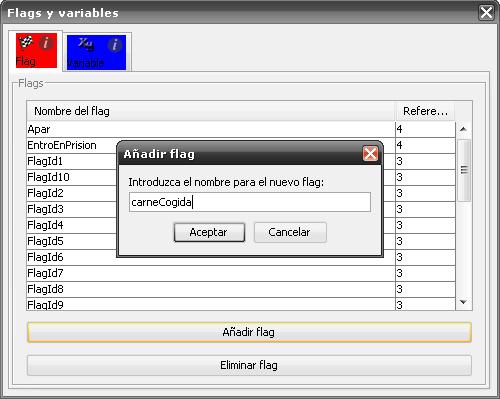 Flags y variables
Flag
Variable
Flags
Nombre del flag Refere...
Apar 4
EntroEnPrision 4
FlagId1 3
FlagId10 3
FlagId2 3
FlagId3 3
FlagId4 3
FlagId5 3
FlagId6 3
FlagId7 3
FlagId8 3
FlagId9 3
Añadir flag
Introduzca el nombre para el nuevo flag:
carneCogida
Aceptar Cancelar
Añadir flag
Eliminar flag